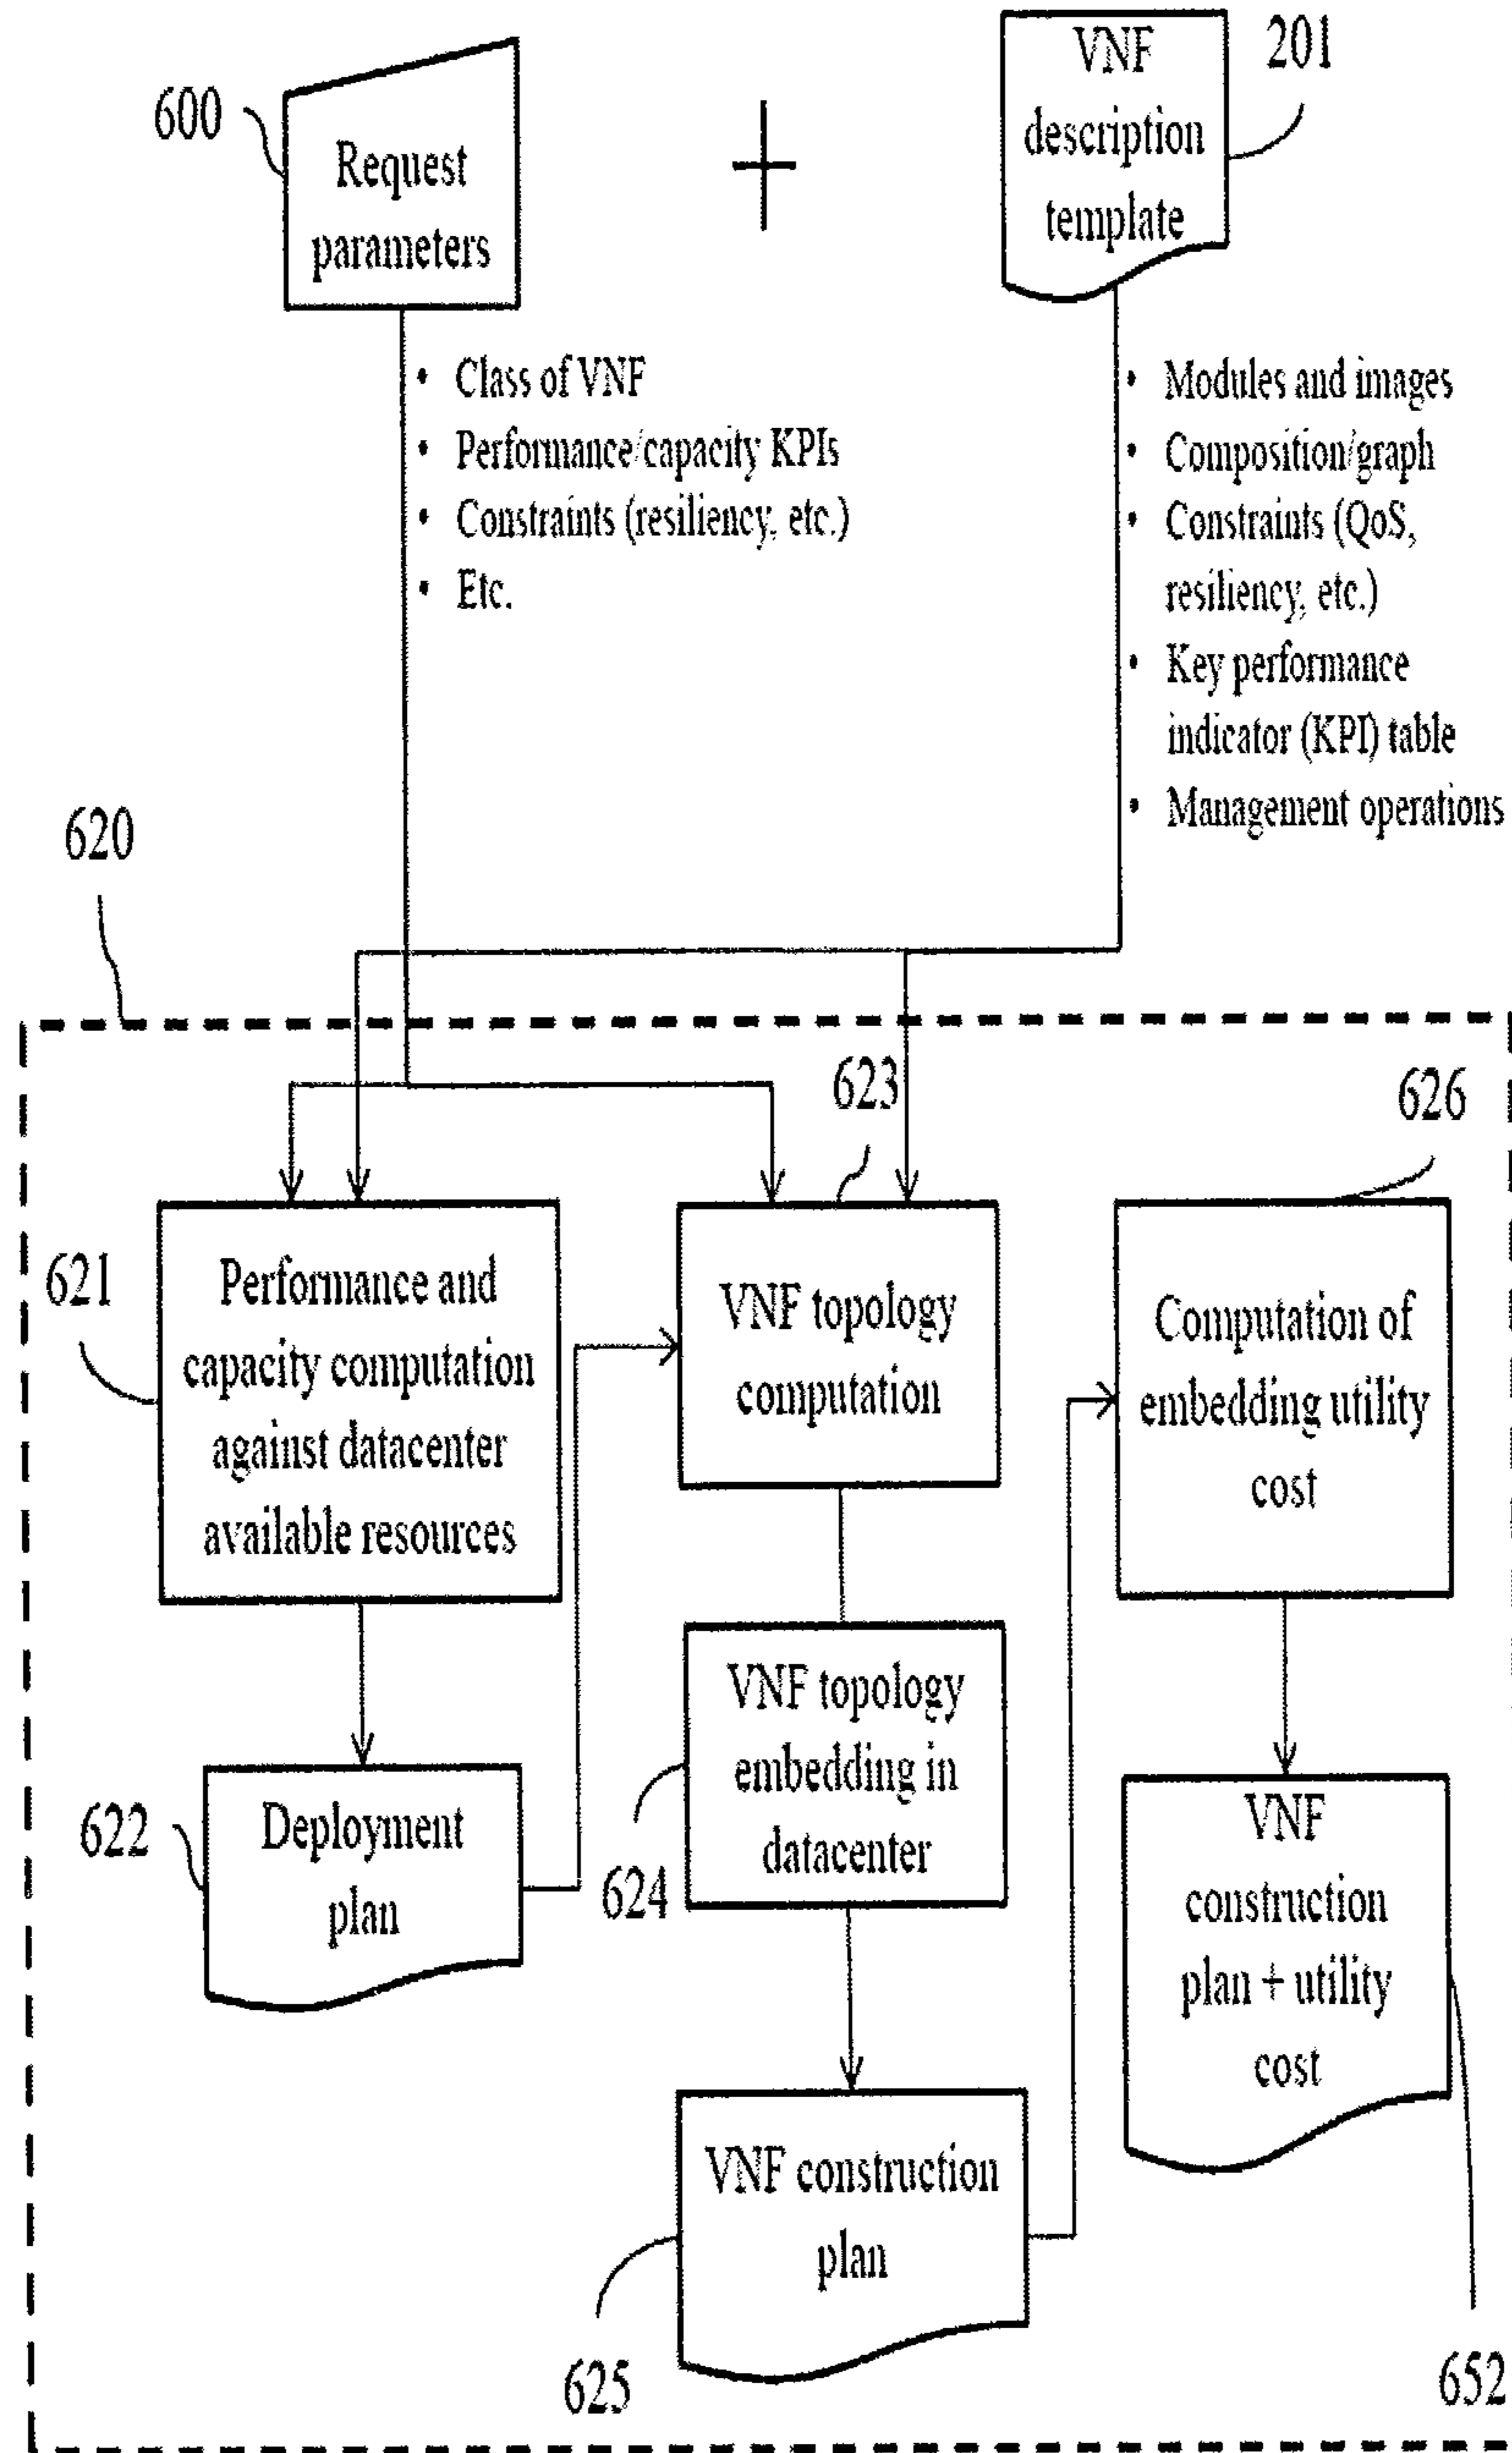 600
Request
parameters
+
VNF
description
template
201
• Class of VNF
• Performance/capacity KPIs
• Constraints (resiliency, etc.)
• Etc.
• Modules and images
• Composition/graph
• Constraints (QoS,
resiliency, etc.)
• Key performance
indicator (KPI) table
• Management operations
620
621
Performance and
capacity computation
against datacenter
available resources
622
Deployment
plan
623
VNF topology
computation
624
VNF topology
embedding in
datacenter
625
VNF construction
plan
626
Computation of
embedding utility
cost
VNF
construction
plan + utility
cost
652